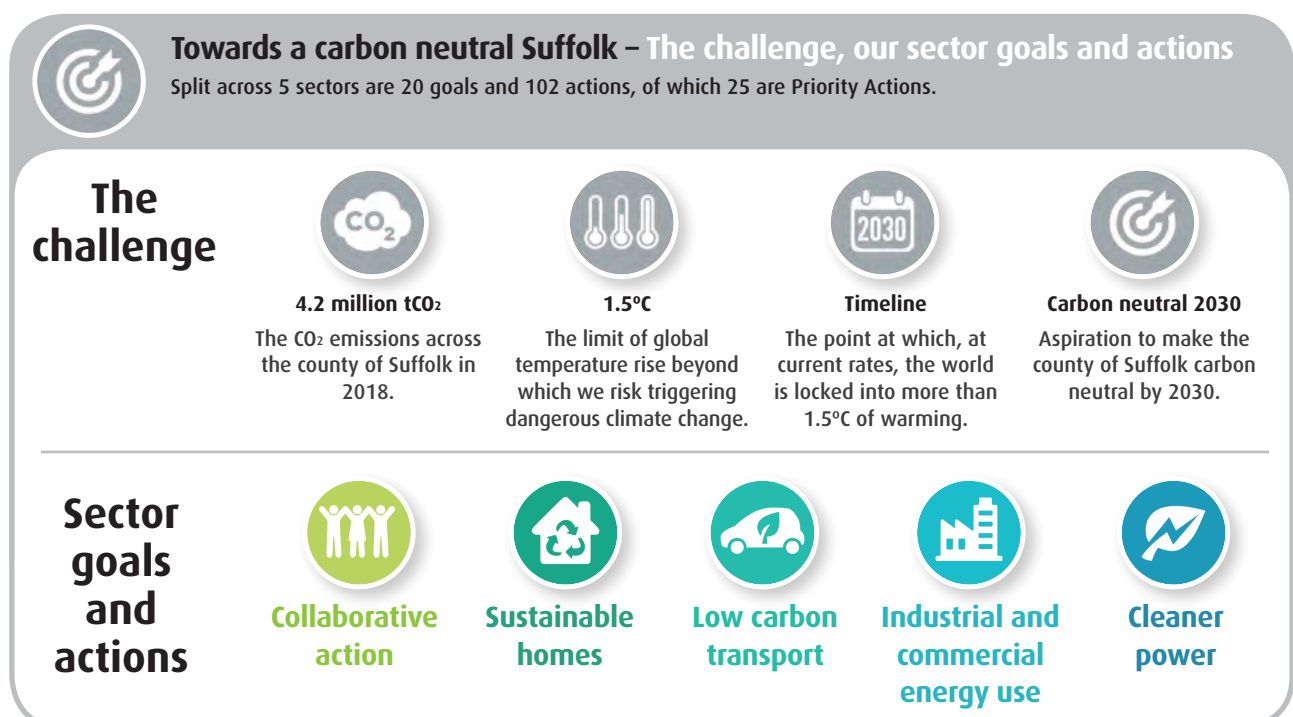 Towards a carbon neutral Suffolk – The challenge, our sector goals and actions
Split across 5 sectors are 20 goals and 102 actions, of which 25 are Priority Actions.
The
challenge
CO₂
2030
4.2 million tCO₂
The CO₂ emissions across
the county of Suffolk in
2018.
1.5ºC
The limit of global
temperature rise beyond
which we risk triggering
dangerous climate change.
Timeline
The point at which, at
current rates, the world
is locked into more than
1.5ºC of warming.
Carbon neutral 2030
Aspiration to make the
county of Suffolk carbon
neutral by 2030.
Sector
goals
and
actions
Collaborative
action
Sustainable
homes
Low carbon
transport
Industrial and
commercial
energy use
Cleaner
power